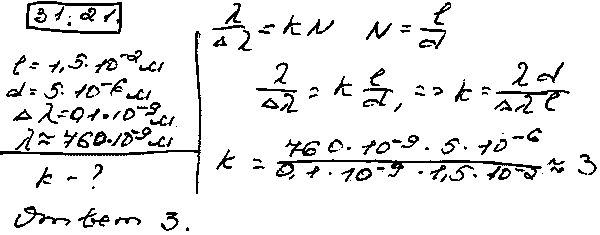 31.21.
l = 1,5·10⁻² м
d = 5·10⁻⁶ м
Δλ = 0,1·10⁻⁹ м
λ ≈ 760·10⁻⁹ м
k - ?
λ/Δλ = kN N = l/d
λ/Δλ = k l/d, => k = λd/Δλl
k = 760·10⁻⁹·5·10⁻⁶/0,1·10⁻⁹·1,5·10⁻² ≈ 3
Ответ 3.